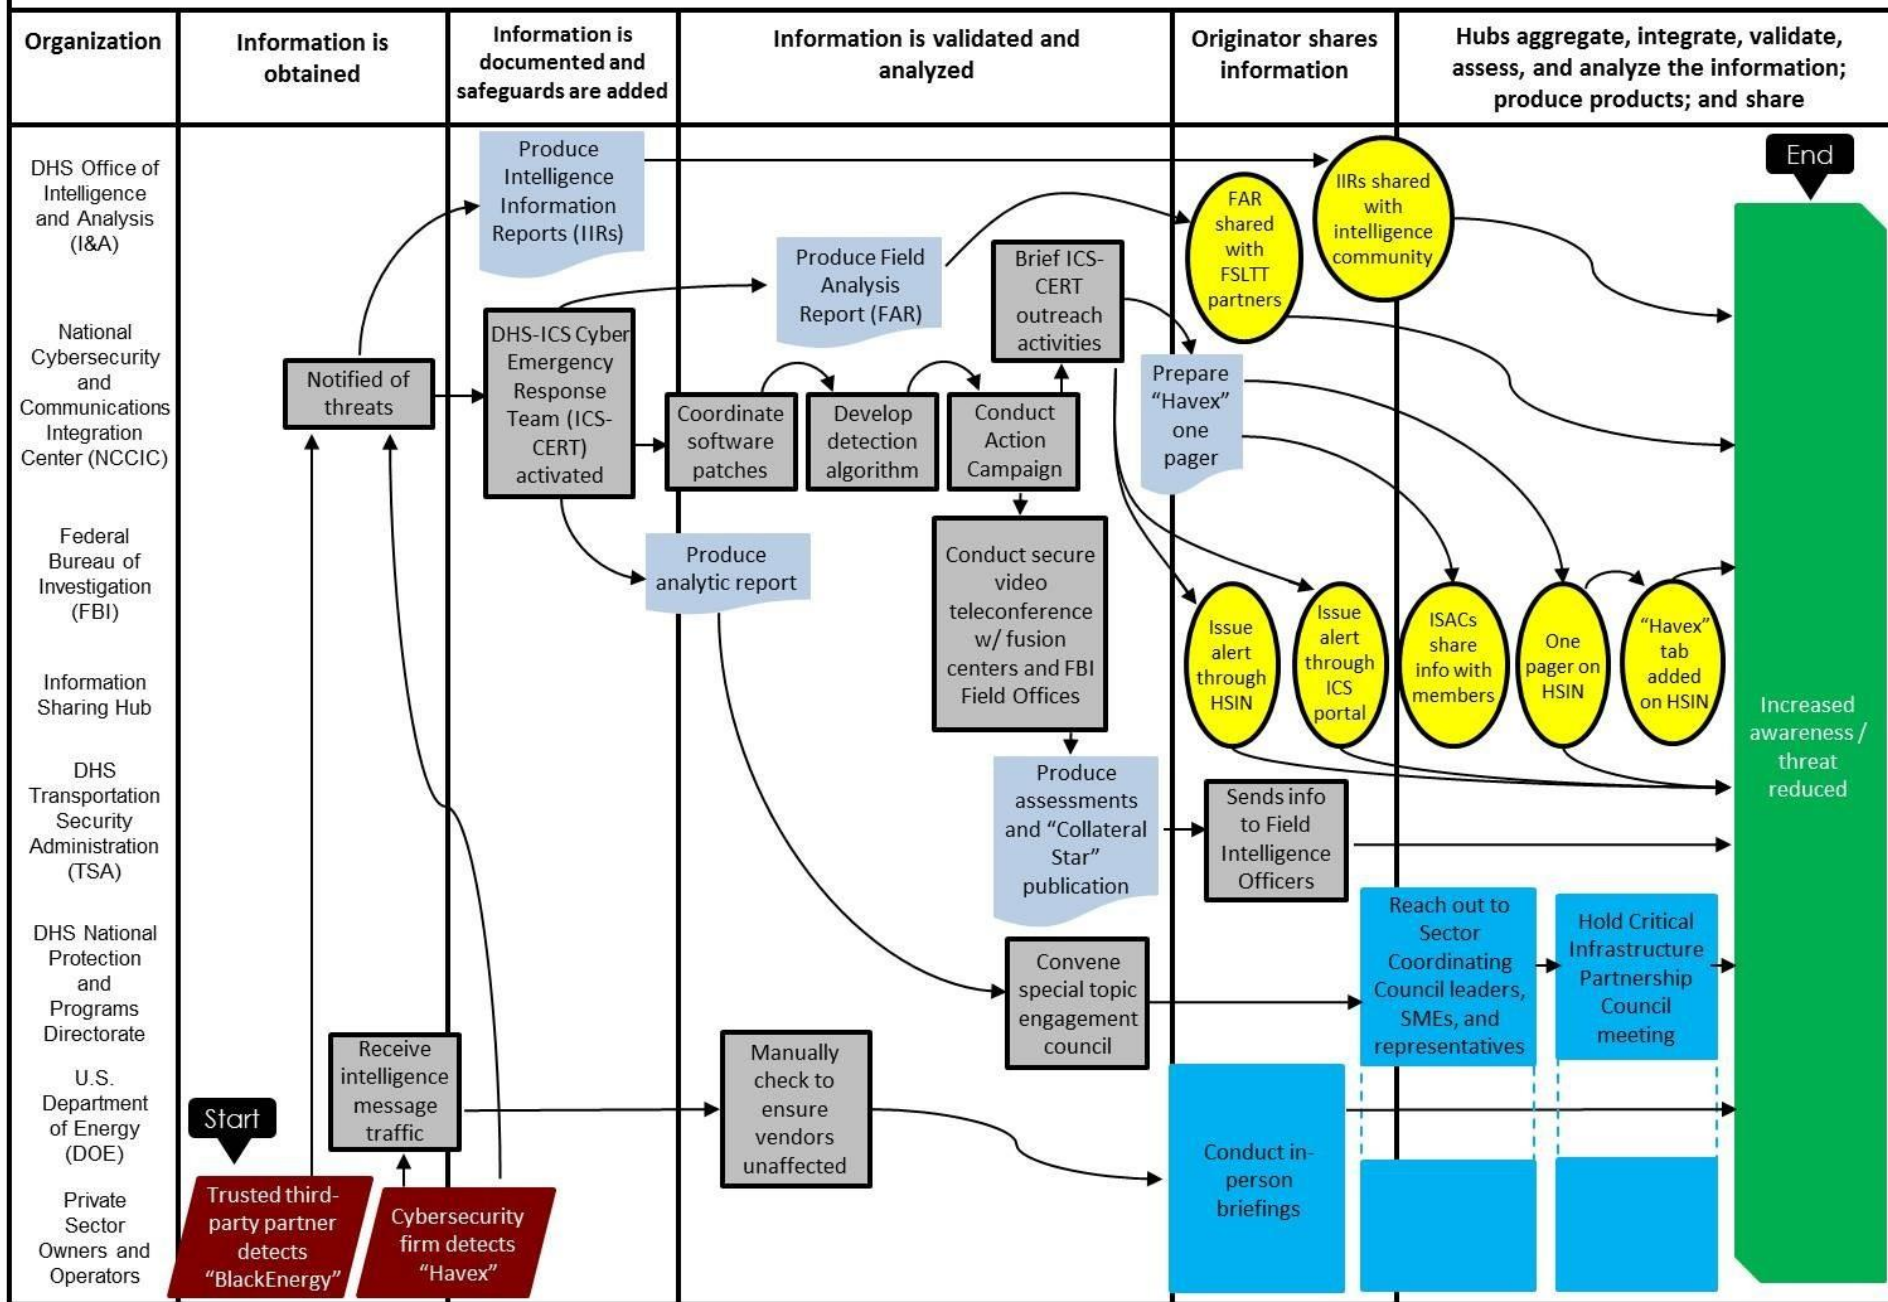 Organization
Information is
obtained
Information is
documented and
safeguards are added
Information is validated and
analyzed
Originator shares
information
Hubs aggregate, integrate, validate,
assess, and analyze the information;
produce products; and share
DHS Office of
Intelligence
and Analysis
(I&A)
Produce
Intelligence
Information
Reports (IIRs)
Produce Field
Analysis
Report (FAR)
Brief ICS-
CERT
outreach
activities
FAR
shared
with
FSLTT
partners
IIRs shared
with
intelligence
community
End
National
Cybersecurity
and
Communications
Integration
Center (NCCIC)
Notified of
threats
DHS-ICS Cyber
Emergency
Response
Team (ICS-
CERT)
activated
Coordinate
software
patches
Develop
detection
algorithm
Conduct
Action
Campaign
Prepare
“Havex”
one
pager
Federal
Bureau of
Investigation
(FBI)
Produce
analytic report
Conduct secure
video
teleconference
w/ fusion
centers and FBI
Field Offices
Information
Sharing Hub
Issue
alert
through
HSIN
Issue
alert
through
ICS
portal
ISACs
share
info with
members
One
pager on
HSIN
“Havex”
tab
added
on HSIN
Increased
awareness /
threat
reduced
DHS
Transportation
Security
Administration
(TSA)
Produce
assessments
and “Collateral
Star”
publication
Sends info
to Field
Intelligence
Officers
DHS National
Protection
and
Programs
Directorate
Convene
special topic
engagement
council
Reach out to
Sector
Coordinating
Council leaders,
SMEs, and
representatives
Hold Critical
Infrastructure
Partnership
Council
meeting
U.S.
Department
of Energy
(DOE)
Start
Receive
intelligence
message
traffic
Manually
check to
ensure
vendors
unaffected
Conduct in-
person
briefings
Private
Sector
Owners and
Operators
Trusted third-
party partner
detects
“BlackEnergy”
Cybersecurity
firm detects
“Havex”